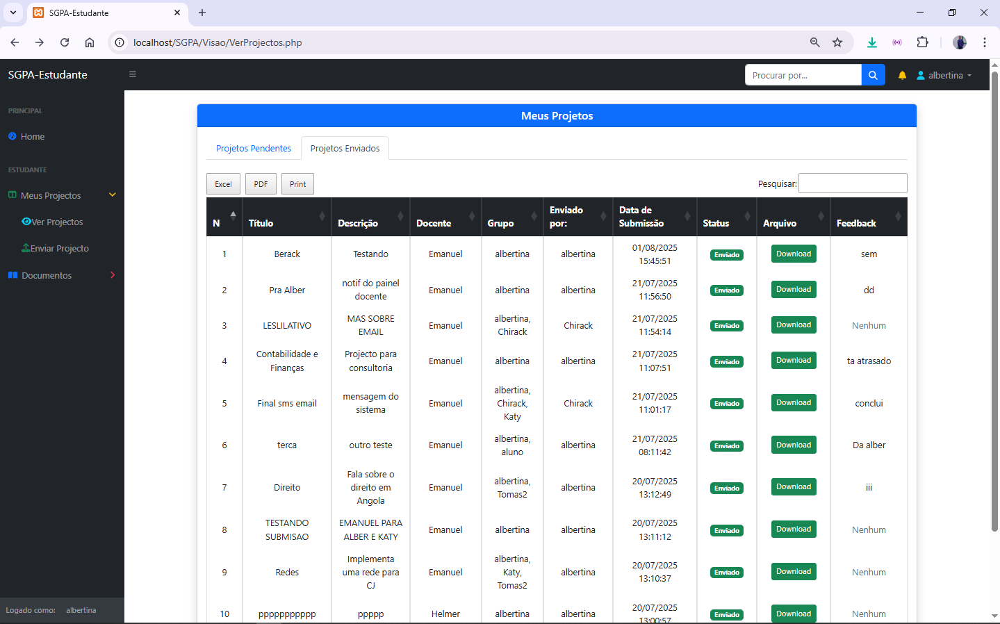 SGPA-Estudante
localhost/SGPA/Visao/VerProjectos.php
SGPA-Estudante
Procurar por...
albertina
PRINCIPAL
Home
ESTUDANTE
Meus Projectos
Ver Projectos
Enviar Projecto
Documentos
Logado como: albertina
Meus Projetos
Projetos Pendentes
Projetos Enviados
Excel
PDF
Print
Pesquisar:
N
Título
Descrição
Docente
Grupo
Enviado
por:
Data de
Submissão
Status
Arquivo
Feedback
1
Berack
Testando
Emanuel
albertina
albertina
01/08/2025
15:45:51
Enviado
Download
sem
2
Pra Alber
notif do painel
docente
Emanuel
albertina
albertina
21/07/2025
11:56:50
Enviado
Download
dd
3
LESLILATIVO
MAS SOBRE
EMAIL
Emanuel
albertina,
Chirack
Chirack
21/07/2025
11:54:14
Enviado
Download
Nenhum
4
Contabilidade e
Finanças
Projecto para
consultoria
Emanuel
albertina
albertina
21/07/2025
11:07:51
Enviado
Download
ta atrasado
5
Final sms email
mensagem do
sistema
Emanuel
albertina,
Chirack,
Katy
Chirack
21/07/2025
11:01:17
Enviado
Download
conclui
6
terca
outro teste
Emanuel
albertina,
aluno
albertina
21/07/2025
08:11:42
Enviado
Download
Da alber
7
Direito
Fala sobre o
direito em
Angola
Emanuel
albertina,
Tomas2
albertina
20/07/2025
13:12:49
Enviado
Download
iii
8
TESTANDO
SUBMISAO
EMANUEL PARA
ALBER E KATY
Emanuel
albertina
albertina
20/07/2025
13:11:12
Enviado
Download
Nenhum
9
Redes
Implementa
uma rede para
CJ
Emanuel
albertina,
Katy,
Tomas2
albertina
20/07/2025
13:10:37
Enviado
Download
Nenhum
10
ppppppppppp
ppppp
Helmer
albertina
albertina
20/07/2025
13:00:57
Enviado
Download
Nenhum